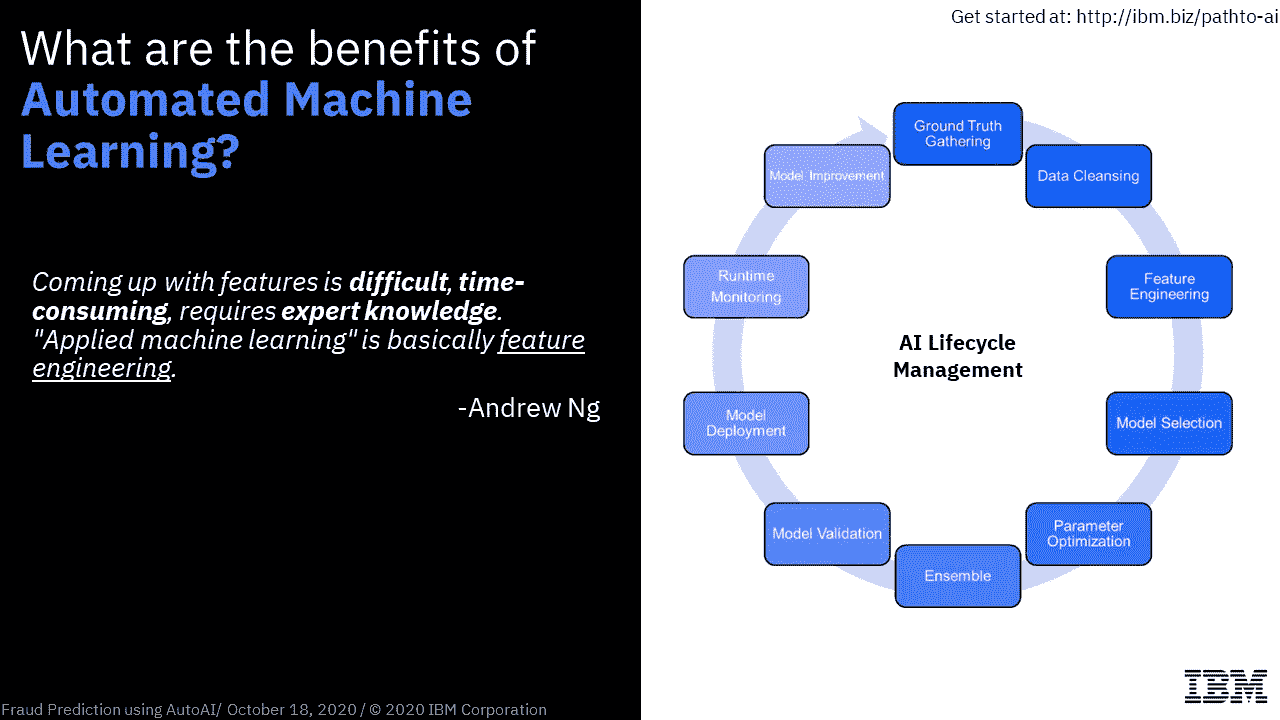 Get started at: http://ibm.biz/pathto-ai
What are the benefits of
Automated Machine
Learning?
Coming up with features is difficult, time-
consuming, requires expert knowledge.
"Applied machine learning" is basically feature
engineering.
-Andrew Ng
Ground Truth
Gathering
Data Cleansing
Feature
Engineering
Model Selection
Parameter
Optimization
Ensemble
Model Validation
Model
Deployment
Runtime
Monitoring
Model Improvement
AI Lifecycle
Management
Fraud Prediction using AutoAI/ October 18, 2020 / © 2020 IBM Corporation
IBM